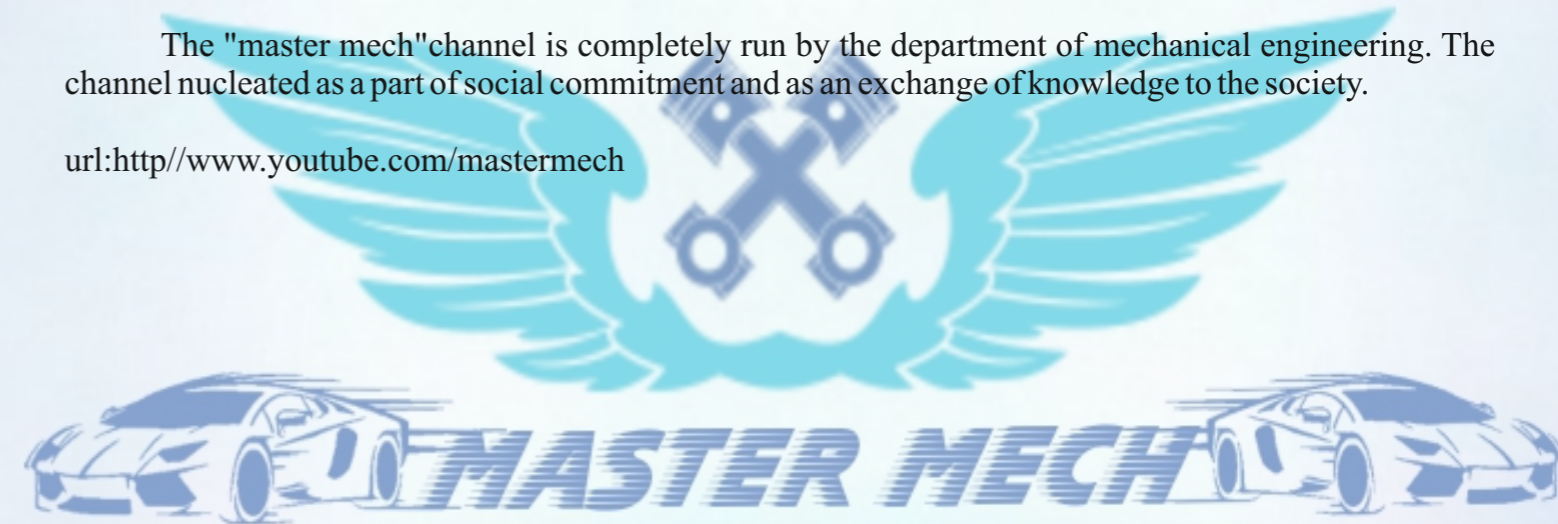 The "master mech"channel is completely run by the department of mechanical engineering. The
channel nucleated as a part of social commitment and as an exchange of knowledge to the society.
url:http//www.youtube.com/mastermech
MASTER MECH